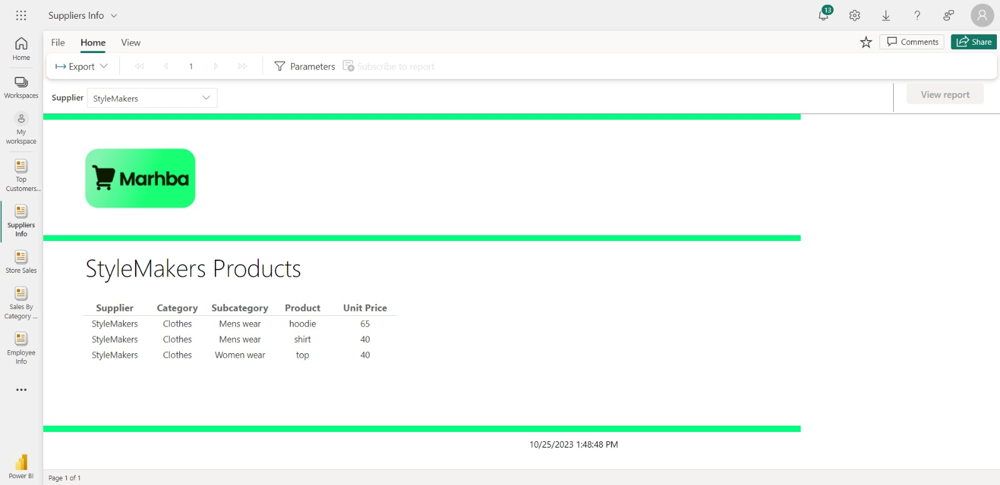 Suppliers Info
13
File Home View
Comments Share
Export 1 Parameters Subscribe to report
Supplier StyleMakers
View report
Home
Workspaces
My
workspace
Top
Customers...
Suppliers
Info
Store Sales
Sales By
Category ...
Employee
Info
Power BI
Marhba
StyleMakers Products
Supplier Category Subcategory Product Unit Price
StyleMakers Clothes Mens wear hoodie 65
StyleMakers Clothes Mens wear shirt 40
StyleMakers Clothes Women wear top 40
10/25/2023 1:48:48 PM
Page 1 of 1